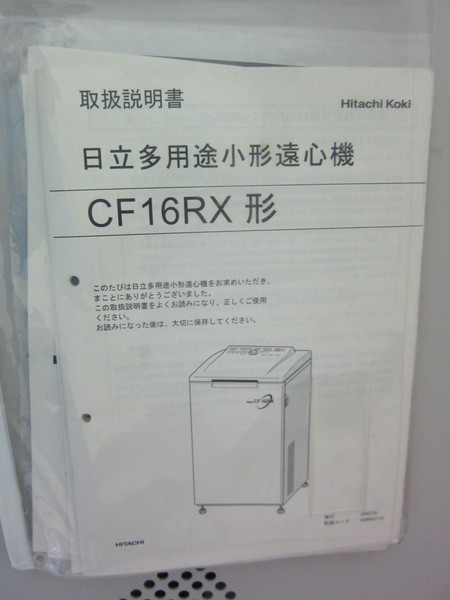 取扱説明書
Hitachi Koki
日立多用途小形遠心機
CF16RX 形
このたびは日立多用途小形遠心機をお求めいただき、
まことにありがとうございました。
この取扱説明書をよくお読みになり、正しくご使用
ください。
お読みになった後は、大切に保存してください。
HITACHI